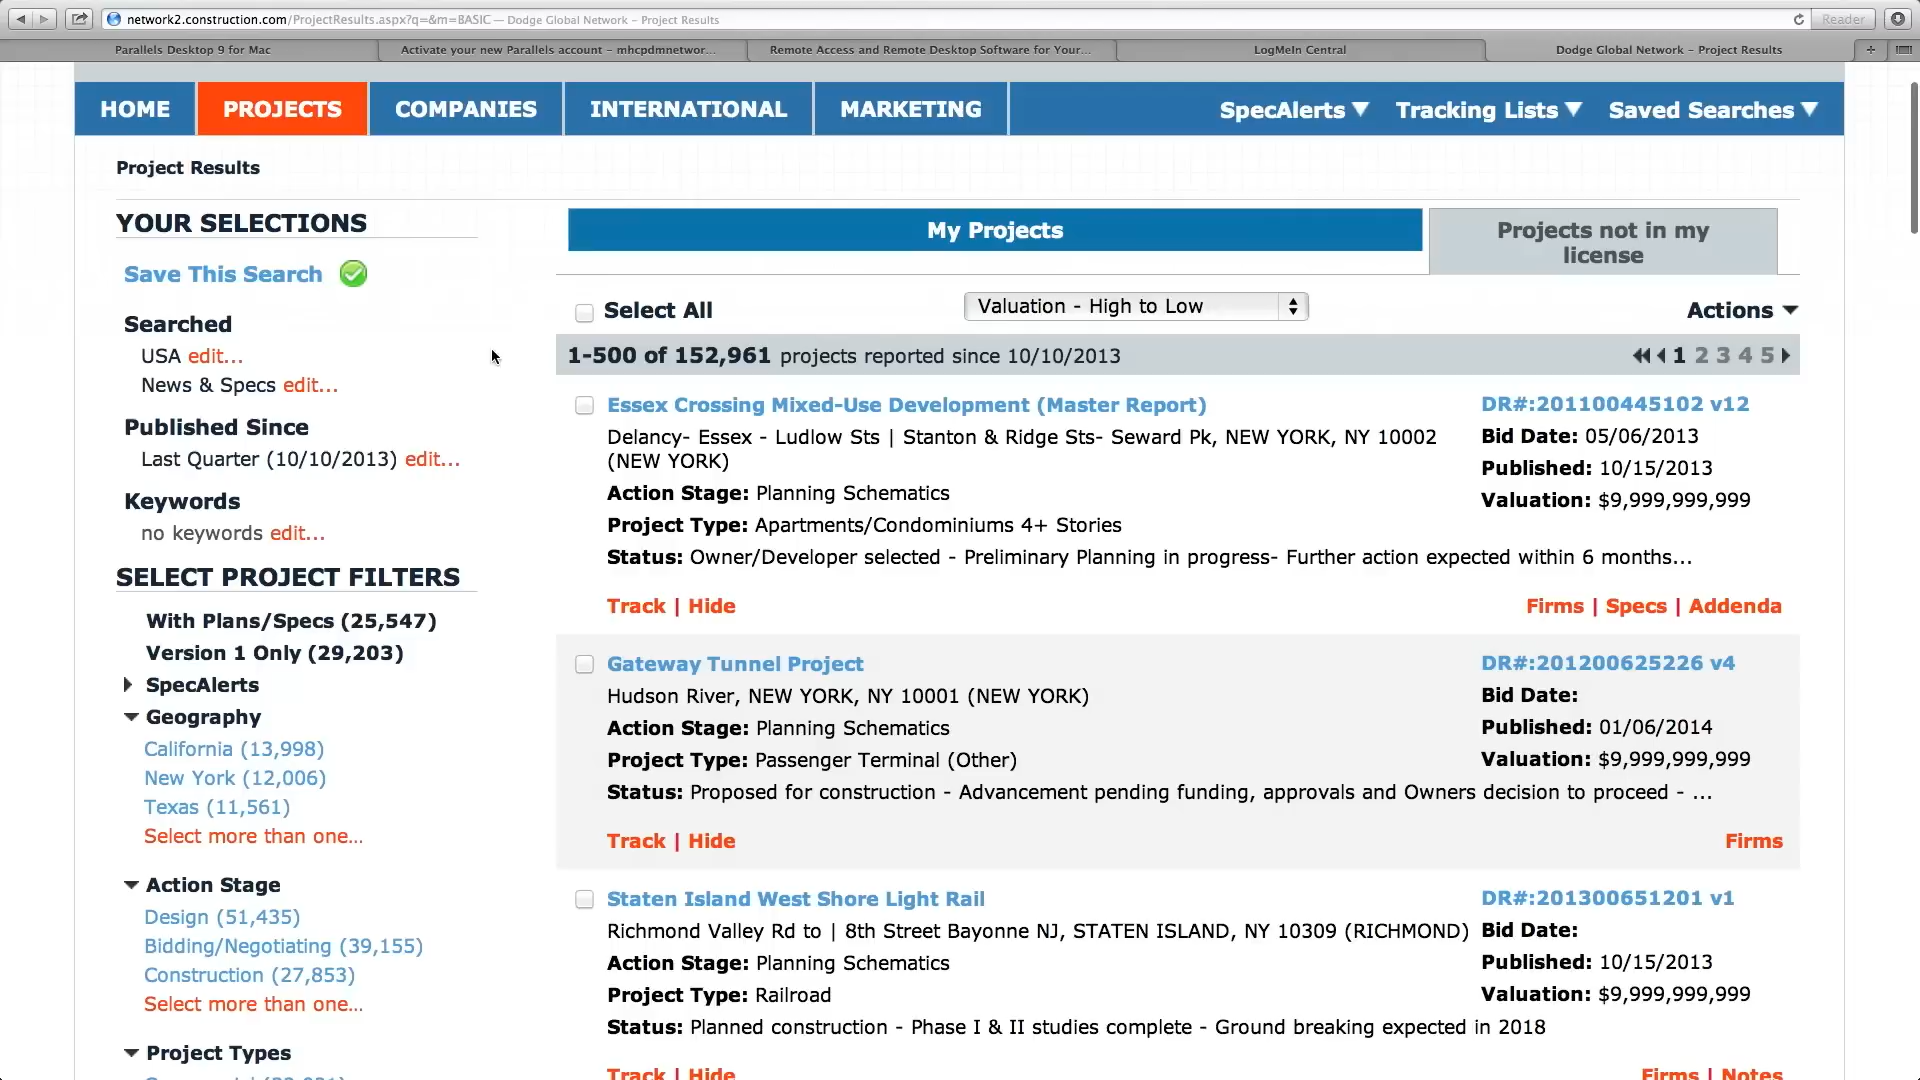 network2.construction.com/ProjectResults.aspx?q=&m=BASIC — Dodge Global Network - Project Results
Reader
Parallels Desktop 9 for Mac
Activate your new Parallels account - mhcpdmnetwor...
Remote Access and Remote Desktop Software for Your...
LogMeIn Central
Dodge Global Network - Project Results
HOME
PROJECTS
COMPANIES
INTERNATIONAL
MARKETING
SpecAlerts
Tracking Lists
Saved Searches
Project Results
YOUR SELECTIONS
Save This Search
Searched
USA edit...
News & Specs edit...
Published Since
Last Quarter (10/10/2013) edit...
Keywords
no keywords edit...
SELECT PROJECT FILTERS
With Plans/Specs (25,547)
Version 1 Only (29,203)
SpecAlerts
Geography
California (13,998)
New York (12,006)
Texas (11,561)
Select more than one...
Action Stage
Design (51,435)
Bidding/Negotiating (39,155)
Construction (27,853)
Select more than one...
Project Types
My Projects
Projects not in my
license
Select All
Valuation - High to Low
Actions
1-500 of 152,961 projects reported since 10/10/2013
1 2 3 4 5
Essex Crossing Mixed-Use Development (Master Report)
Delancy- Essex - Ludlow Sts | Stanton & Ridge Sts- Seward Pk, NEW YORK, NY 10002
(NEW YORK)
Action Stage: Planning Schematics
Project Type: Apartments/Condominiums 4+ Stories
Status: Owner/Developer selected - Preliminary Planning in progress- Further action expected within 6 months...
DR#:201100445102 v12
Bid Date: 05/06/2013
Published: 10/15/2013
Valuation: $9,999,999,999
Track | Hide
Firms | Specs | Addenda
Gateway Tunnel Project
Hudson River, NEW YORK, NY 10001 (NEW YORK)
Action Stage: Planning Schematics
Project Type: Passenger Terminal (Other)
Status: Proposed for construction - Advancement pending funding, approvals and Owners decision to proceed - ...
DR#:201200625226 v4
Bid Date:
Published: 01/06/2014
Valuation: $9,999,999,999
Track | Hide
Firms
Staten Island West Shore Light Rail
Richmond Valley Rd to | 8th Street Bayonne NJ, STATEN ISLAND, NY 10309 (RICHMOND)
Action Stage: Planning Schematics
Project Type: Railroad
Status: Planned construction - Phase I & II studies complete - Ground breaking expected in 2018
DR#:201300651201 v1
Bid Date:
Published: 10/15/2013
Valuation: $9,999,999,999
Track | Hide
Firms | Notes